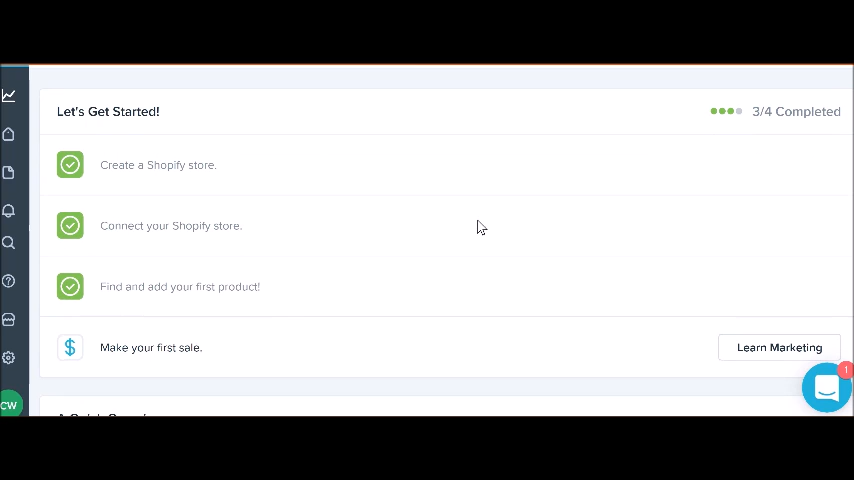 Let's Get Started!
3/4 Completed
Create a Shopify store.
Connect your Shopify store.
Find and add your first product!
Make your first sale.
Learn Marketing
1
CW